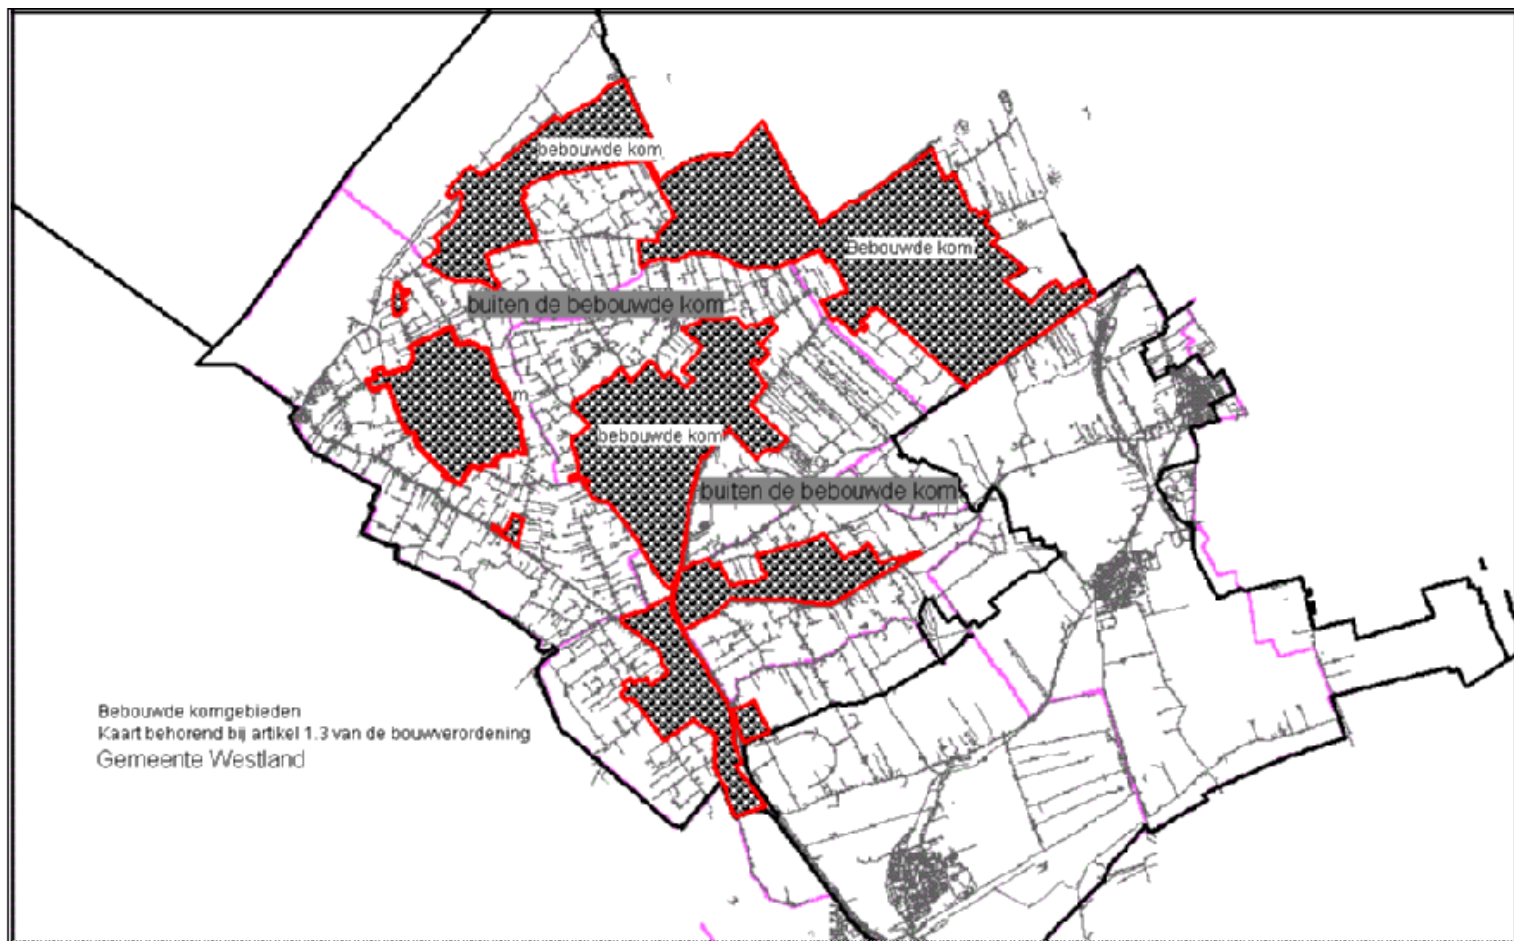 bebouwde kom
Bebouwde kom
buiten de bebouwde kom
m
bebouwde kom
buiten de bebouwde kom
Bebouwde komgebieden
Kaart behorend bij artikel 1.3 van de bouwverordening
Gemeente Westland